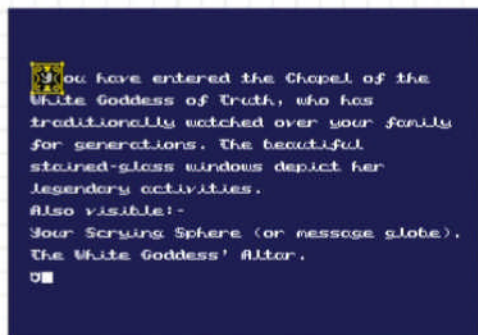 You have entered the Chapel of the
White Goddess of Truth, who has
traditionally watched over your family
for generations. The beautiful
stained-glass windows depict her
legendary activities.
Also visible:-
Your Scrying Sphere (or message globe).
The White Goddess' Altar.